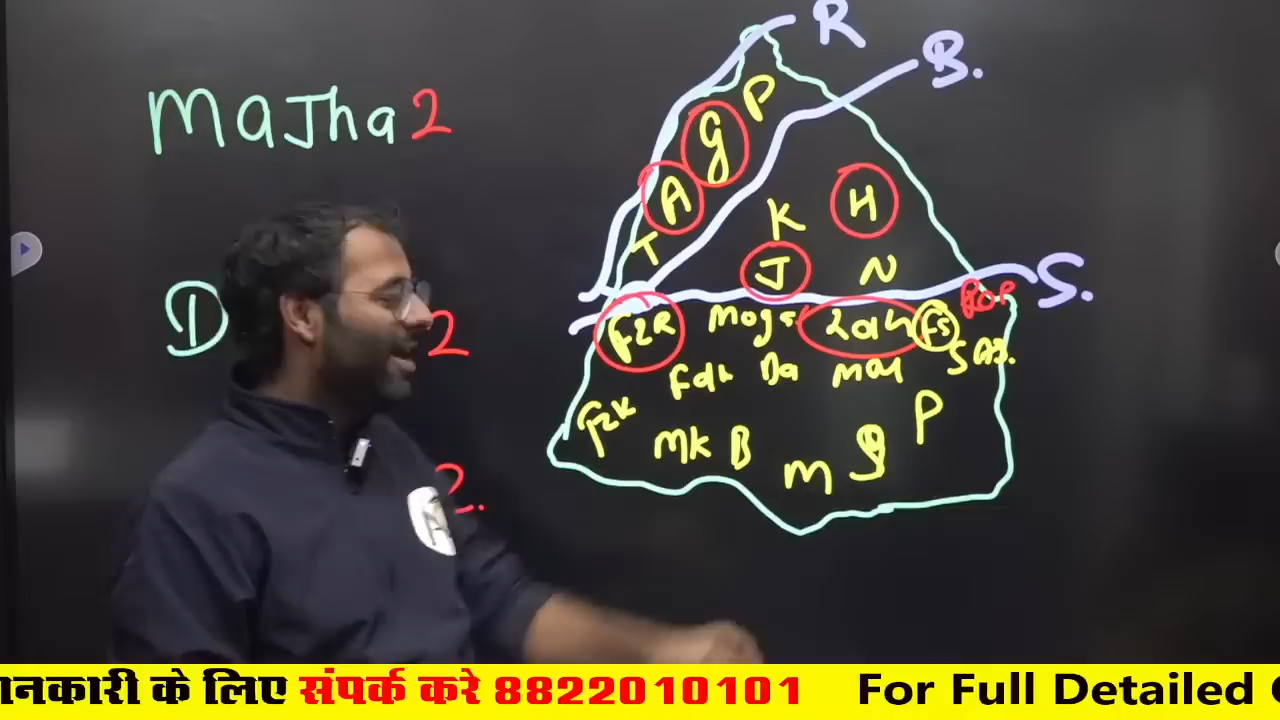 MaJha 2
D 2
2.
R
B.
P
G
A
T
K
H
J
N
S.
FZR Moga Ldh FS ROP
Fdk Ba Mal SAS.
FZK
MK B M S P
जानकारी के लिए संपर्क करे 8822010101 For Full Detailed